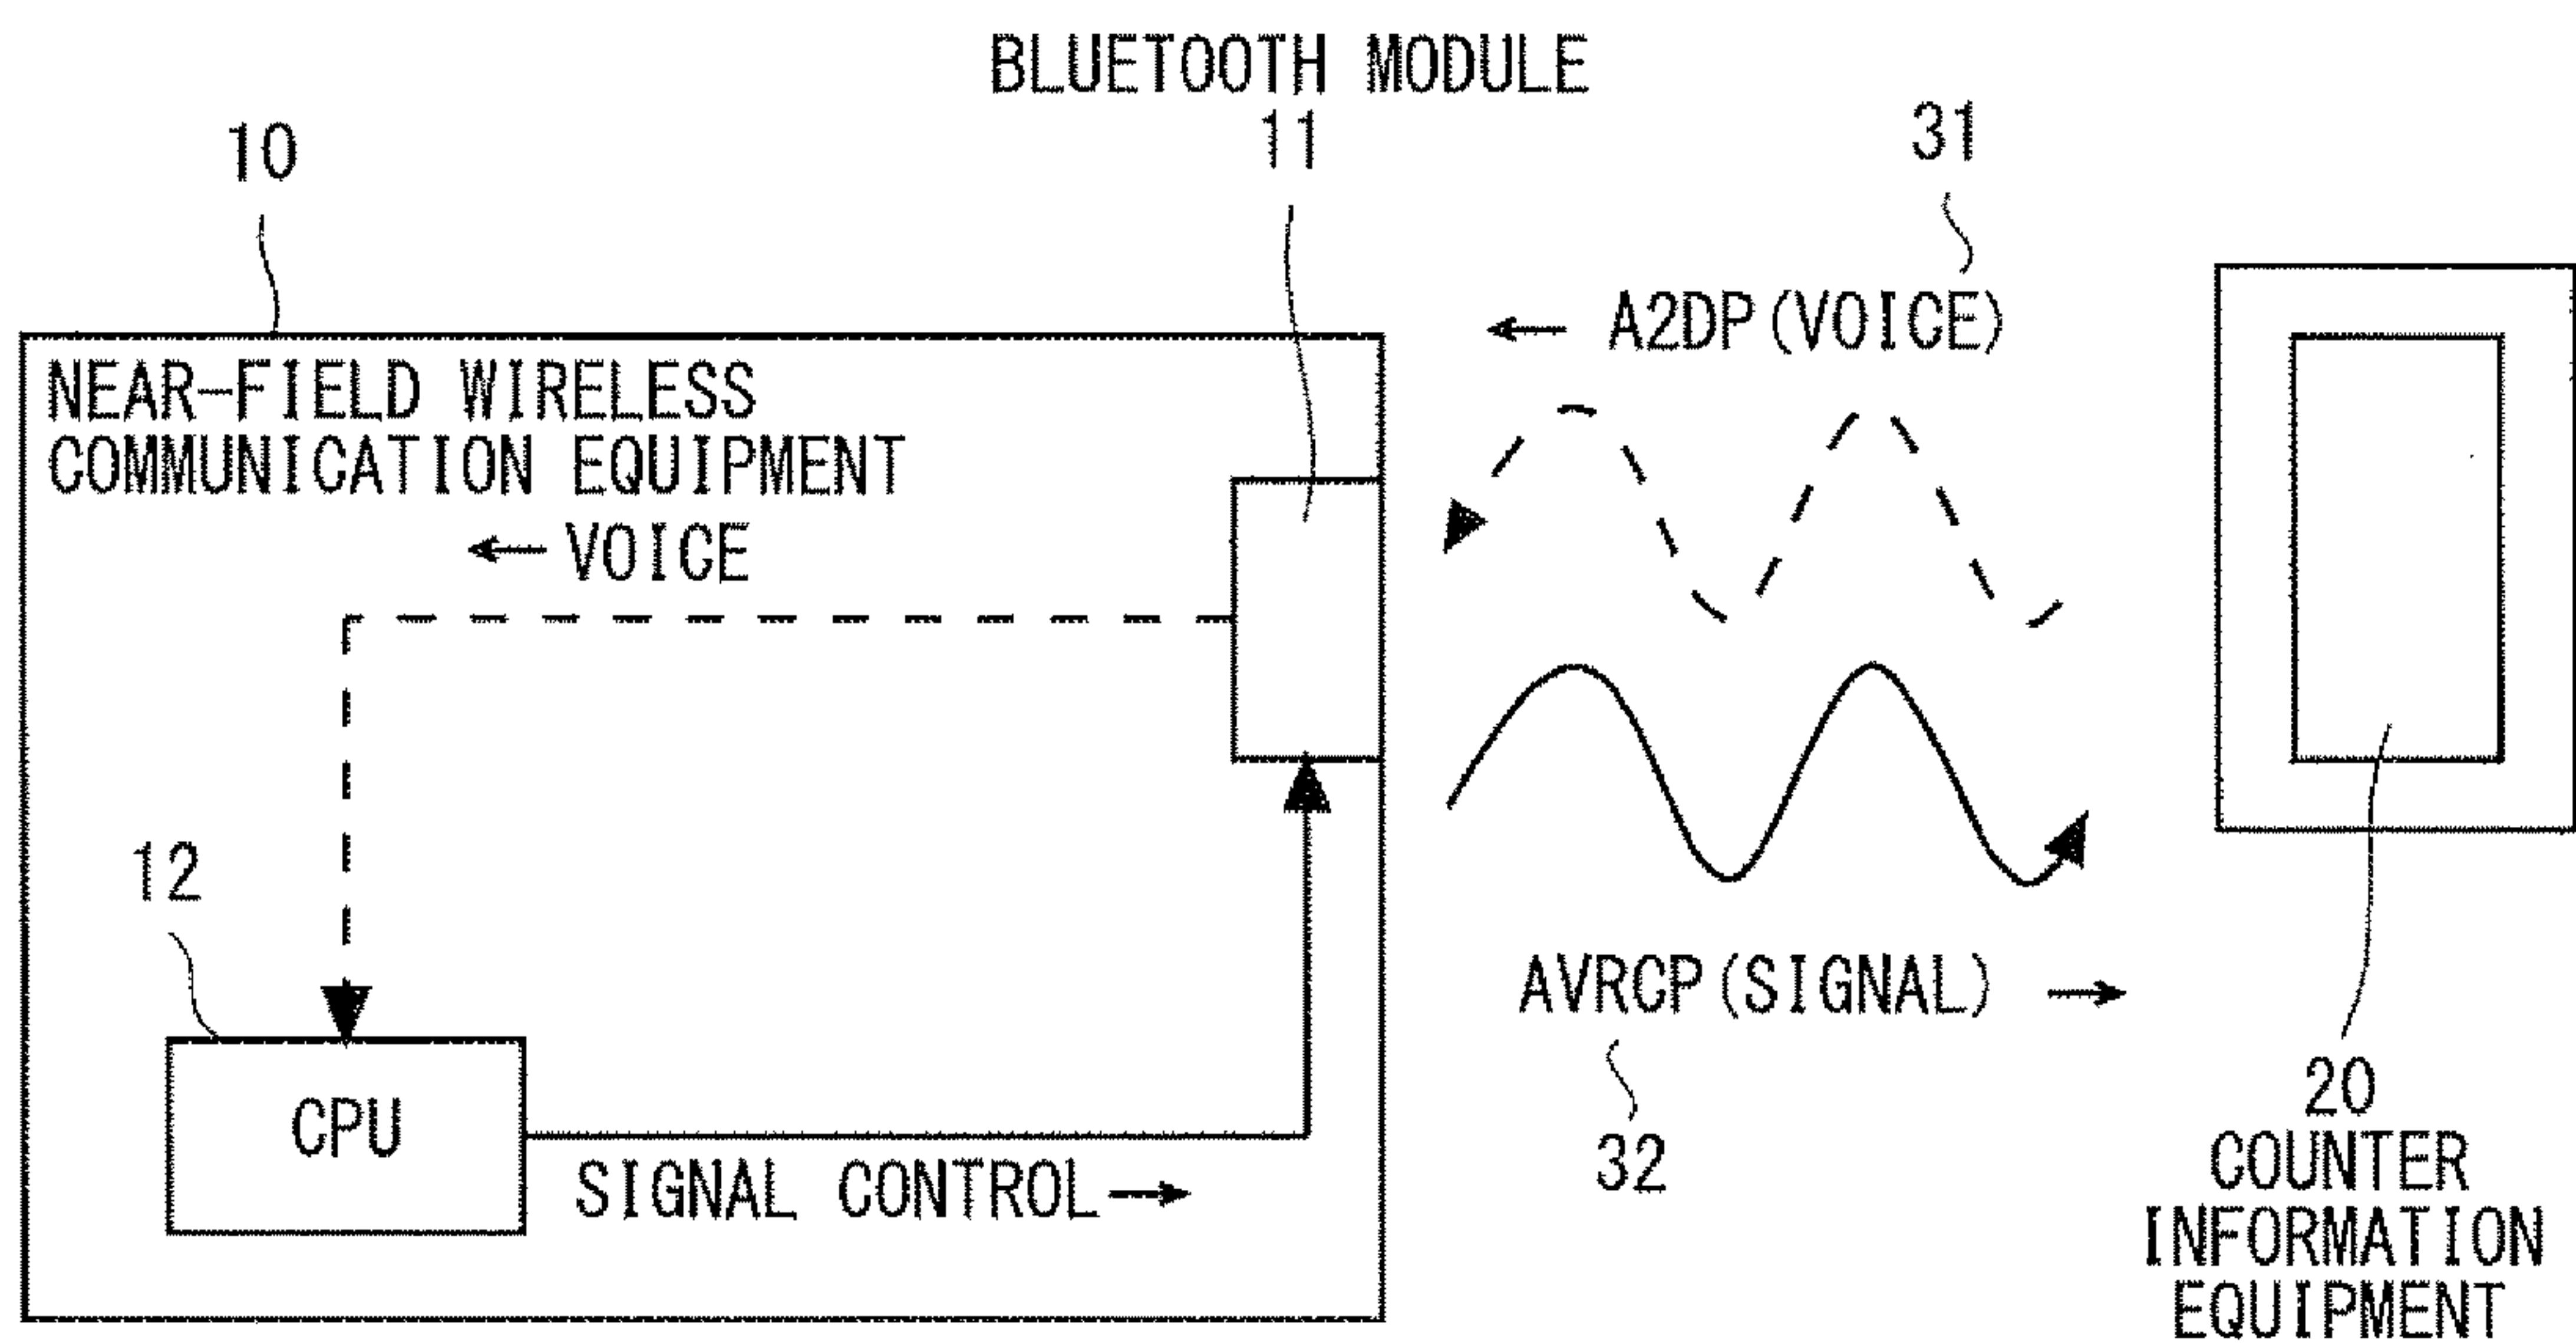 BLUETOOTH MODULE
11
10
31
← A2DP(VOICE)
NEAR-FIELD WIRELESS
COMMUNICATION EQUIPMENT
← VOICE
12
CPU
SIGNAL CONTROL→
AVRCP(SIGNAL) →
32
20
COUNTER
INFORMATION
EQUIPMENT